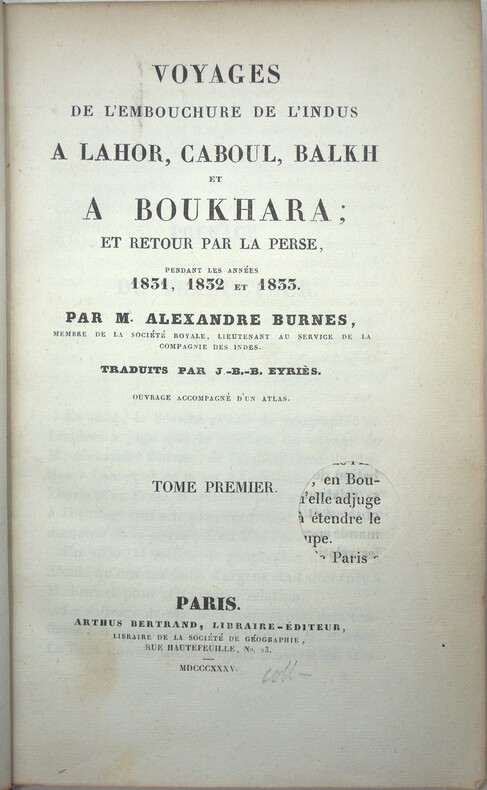 VOYAGES
DE L'EMBOUCHURE DE L'INDUS
A LAHOR, CABOUL, BALKH
ET
A BOUKHARA;
ET RETOUR PAR LA PERSE,
PENDANT LES ANNÉES
1831, 1832 ET 1833.
PAR M. ALEXANDRE BURNES,
MEMBRE DE LA SOCIÉTÉ ROYALE, LIEUTENANT AU SERVICE DE LA
COMPAGNIE DES INDES.
TRADUITS PAR J.-B.-B. EYRIÈS.
OUVRAGE ACCOMPAGNÉ D'UN ATLAS.
TOME PREMIER.
, en Bou-
'elle adjuge
à étendre le
upe.
Paris
PARIS.
ARTHUS BERTRAND, LIBRAIRE-ÉDITEUR,
LIBRAIRE DE LA SOCIÉTÉ DE GÉOGRAPHIE,
RUE HAUTEFEUILLE, No. 23.
MDCCCXXXV.
coll-